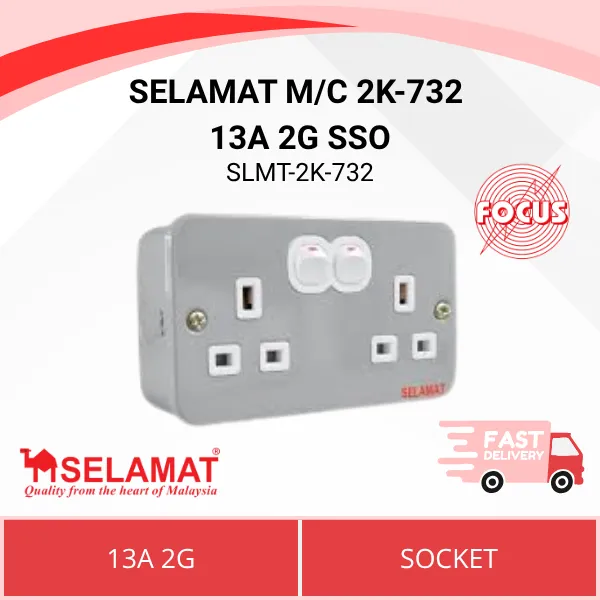 SELAMAT M/C 2K-732
13A 2G SSO
SLMT-2K-732
FOCUS
SELAMAT
SELAMAT®
Quality from the heart of Malaysia
FAST
DELIVERY
13A 2G
SOCKET